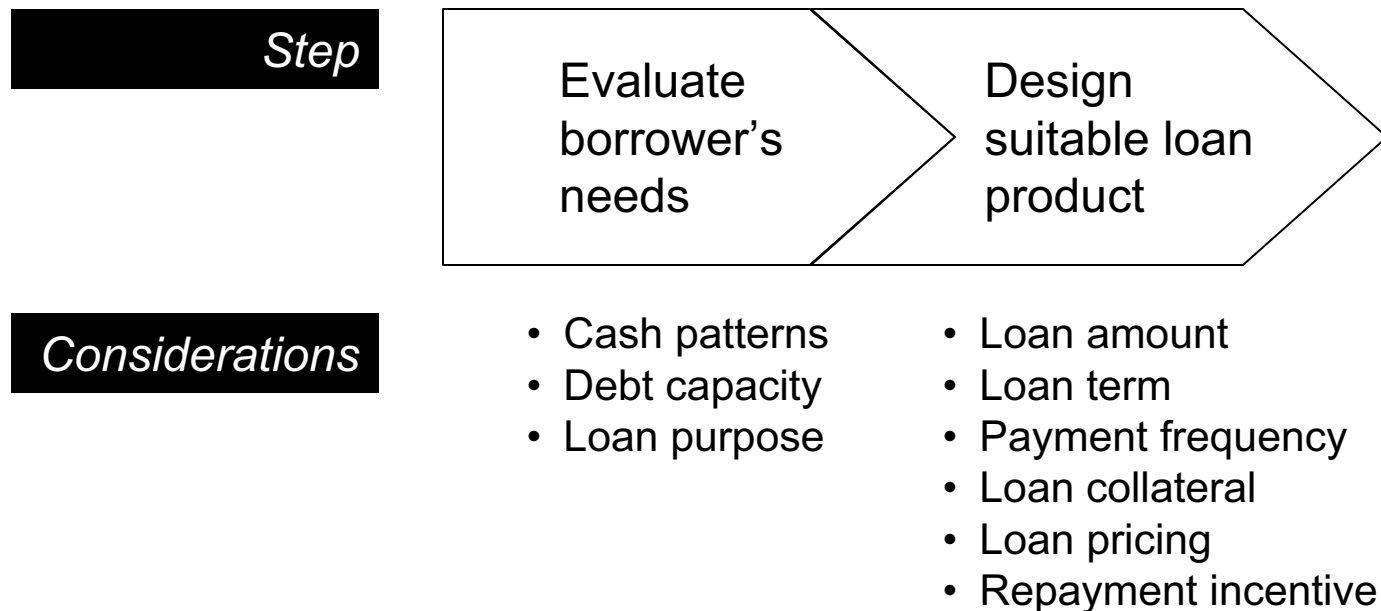 Step
Evaluate
borrower’s
needs
Design
suitable loan
product
Considerations
• Cash patterns
• Debt capacity
• Loan purpose
• Loan amount
• Loan term
• Payment frequency
• Loan collateral
• Loan pricing
• Repayment incentive